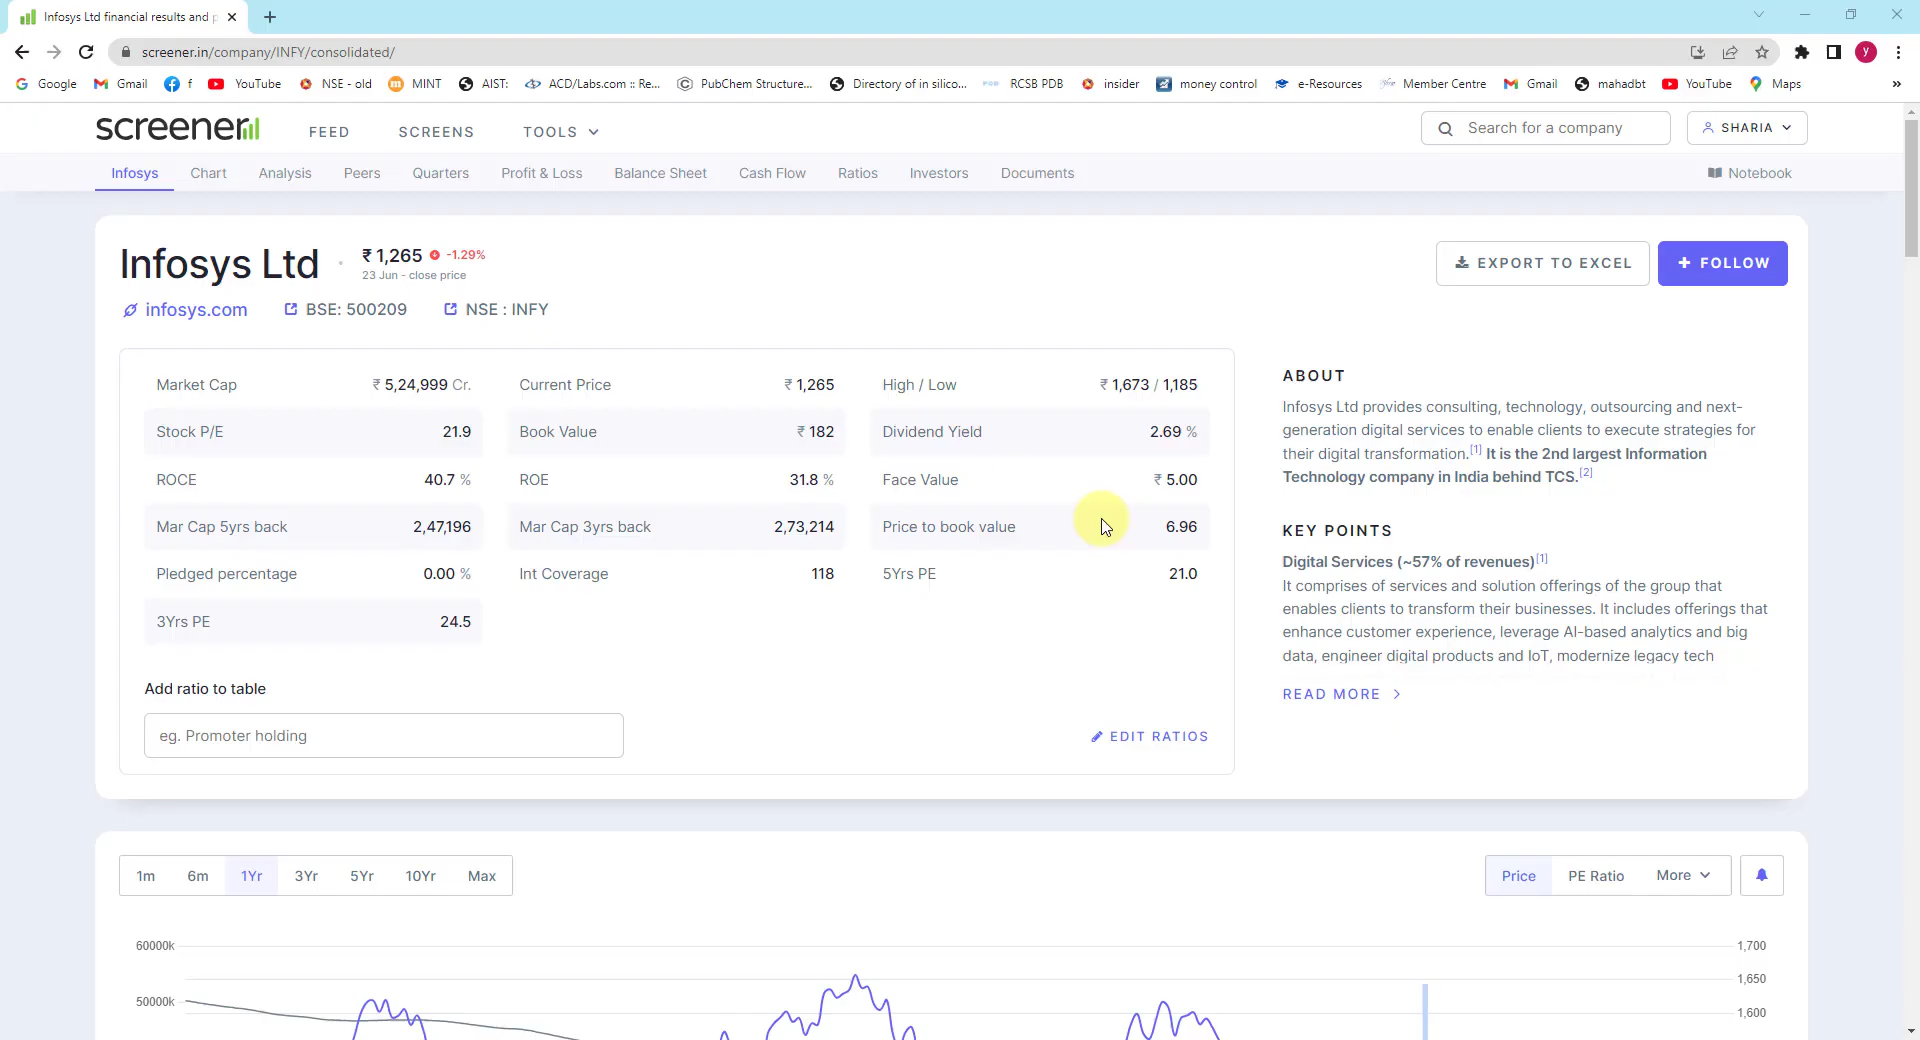 Infosys Ltd financial results and p
screener.in/company/INFY/consolidated/
Google Gmail f YouTube NSE - old MINT AIST: ACD/Labs.com :: Re... PubChem Structure... Directory of in silico... RCSB PDB insider money control e-Resources Member Centre Gmail mahadbt YouTube Maps »
screener FEED SCREENS TOOLS Search for a company SHARIA
Infosys Chart Analysis Peers Quarters Profit & Loss Balance Sheet Cash Flow Ratios Investors Documents Notebook
Infosys Ltd ₹ 1,265 -1.29%
23 Jun - close price
EXPORT TO EXCEL + FOLLOW
infosys.com BSE: 500209 NSE : INFY
Market Cap ₹ 5,24,999 Cr. Current Price ₹ 1,265 High / Low ₹ 1,673 / 1,185
Stock P/E 21.9 Book Value ₹ 182 Dividend Yield 2.69 %
ROCE 40.7 % ROE 31.8 % Face Value ₹ 5.00
Mar Cap 5yrs back 2,47,196 Mar Cap 3yrs back 2,73,214 Price to book value 6.96
Pledged percentage 0.00 % Int Coverage 118 5Yrs PE 21.0
3Yrs PE 24.5
Add ratio to table
eg. Promoter holding EDIT RATIOS
ABOUT
Infosys Ltd provides consulting, technology, outsourcing and next-
generation digital services to enable clients to execute strategies for
their digital transformation.[1] It is the 2nd largest Information
Technology company in India behind TCS.[2]
KEY POINTS
Digital Services (~57% of revenues)[1]
It comprises of services and solution offerings of the group that
enables clients to transform their businesses. It includes offerings that
enhance customer experience, leverage AI-based analytics and big
data, engineer digital products and IoT, modernize legacy tech
READ MORE
1m 6m 1Yr 3Yr 5Yr 10Yr Max Price PE Ratio More
60000k 1,700
1,650
50000k 1,600
y